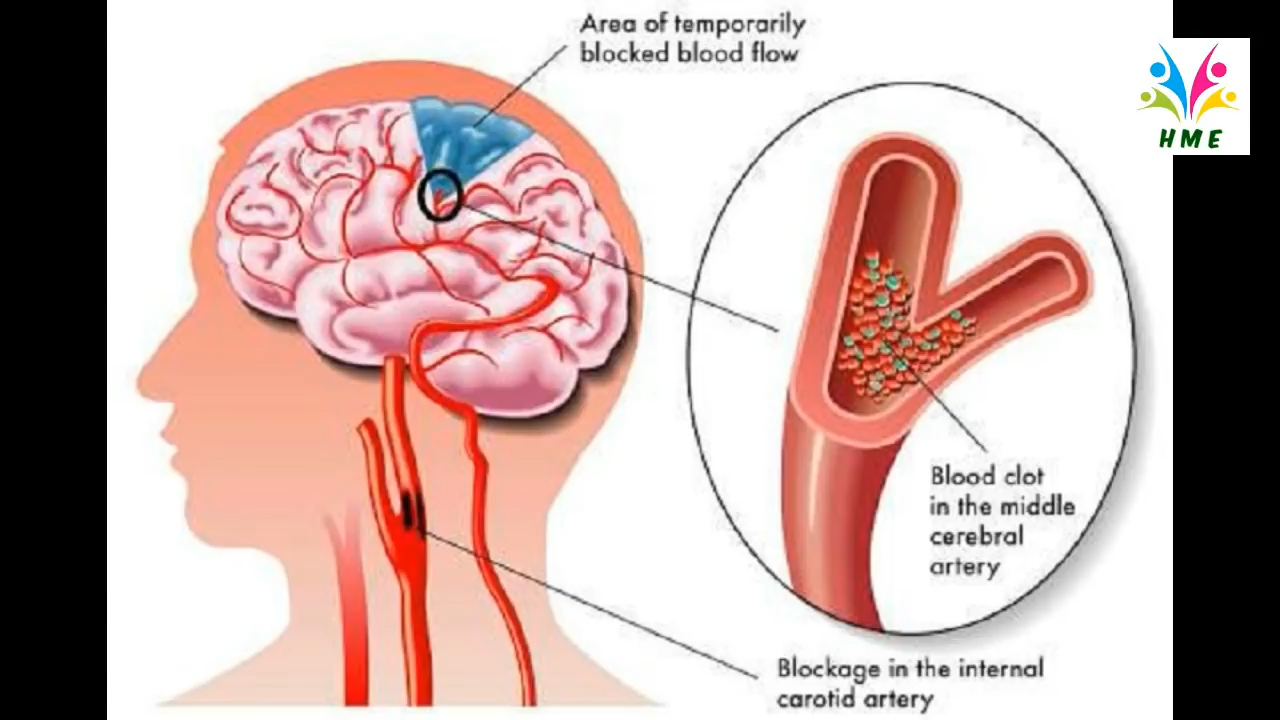 Area of temporarily
blocked blood flow
HME
Blood clot
in the middle
cerebral
artery
Blockage in the internal
carotid artery